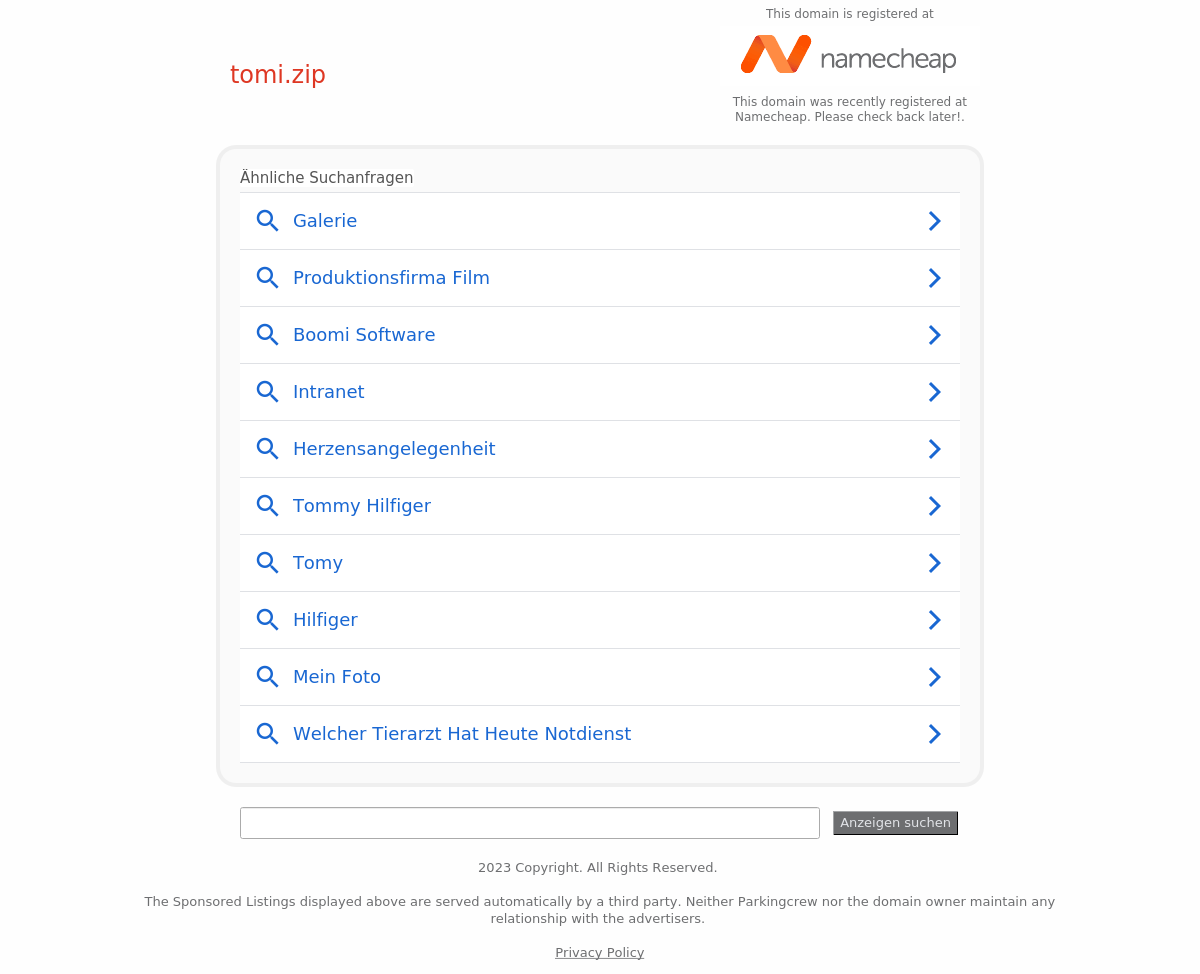 This domain is registered at
namecheap
tomi.zip
This domain was recently registered at
Namecheap. Please check back later!.
Ähnliche Suchanfragen
Galerie
Produktionsfirma Film
Boomi Software
Intranet
Herzensangelegenheit
Tommy Hilfiger
Tomy
Hilfiger
Mein Foto
Welcher Tierarzt Hat Heute Notdienst
Anzeigen suchen
2023 Copyright. All Rights Reserved.
The Sponsored Listings displayed above are served automatically by a third party. Neither Parkingcrew nor the domain owner maintain any
relationship with the advertisers.
Privacy Policy